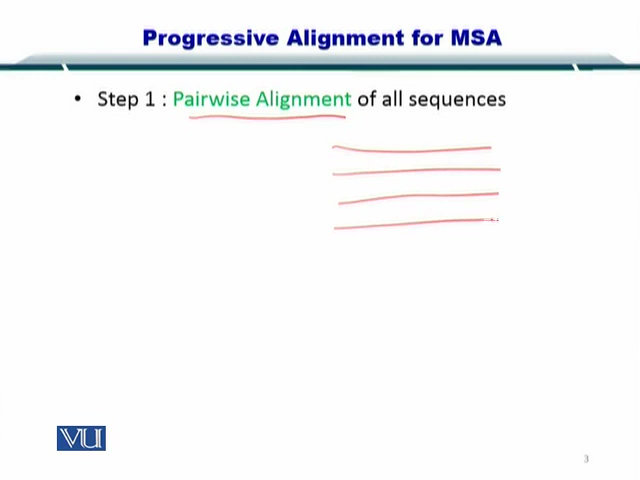 Progressive Alignment for MSA
• Step 1 : Pairwise Alignment of all sequences
VU
3